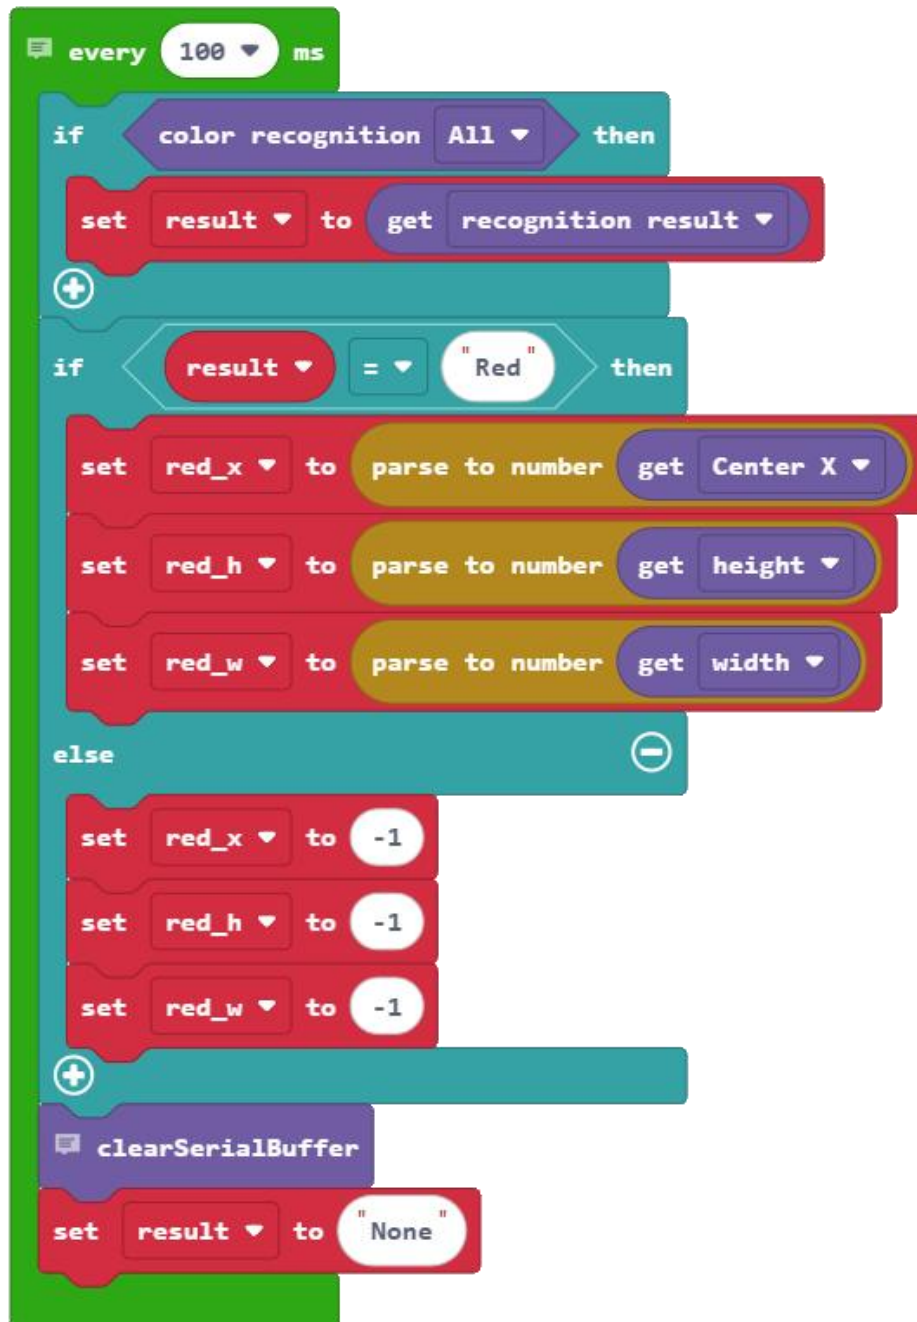 every 100 ms
if color recognition All then
set result to get recognition result
if result = "Red" then
set red_x to parse to number get Center X
set red_h to parse to number get height
set red_w to parse to number get width
else
set red_x to -1
set red_h to -1
set red_w to -1
clearSerialBuffer
set result to "None"